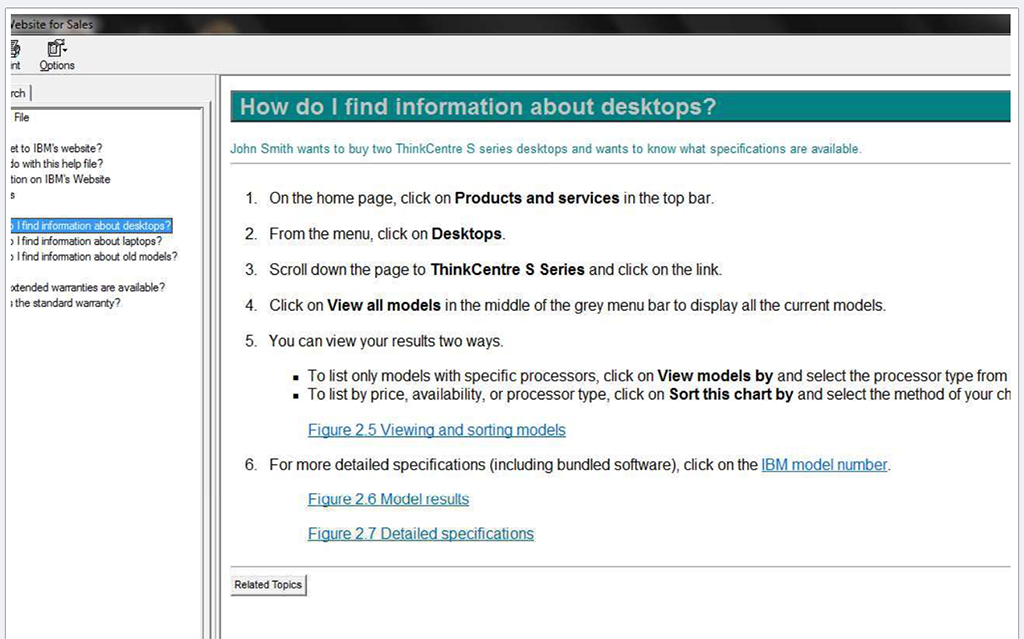 Website for Sales
Options
File
to IBM's website?
do with this help file?
on IBM's Website
I find information about desktops?
I find information about laptops?
I find information about old models?
extended warranties are available?
the standard warranty?
How do I find information about desktops?
John Smith wants to buy two ThinkCentre S series desktops and wants to know what specifications are available.
1. On the home page, click on Products and services in the top bar.
2. From the menu, click on Desktops.
3. Scroll down the page to ThinkCentre S Series and click on the link.
4. Click on View all models in the middle of the grey menu bar to display all the current models.
5. You can view your results two ways.
▪ To list only models with specific processors, click on View models by and select the processor type from
▪ To list by price, availability, or processor type, click on Sort this chart by and select the method of your
Figure 2.5 Viewing and sorting models
6. For more detailed specifications (including bundled software), click on the IBM model number.
Figure 2.6 Model results
Figure 2.7 Detailed specifications
Related Topics